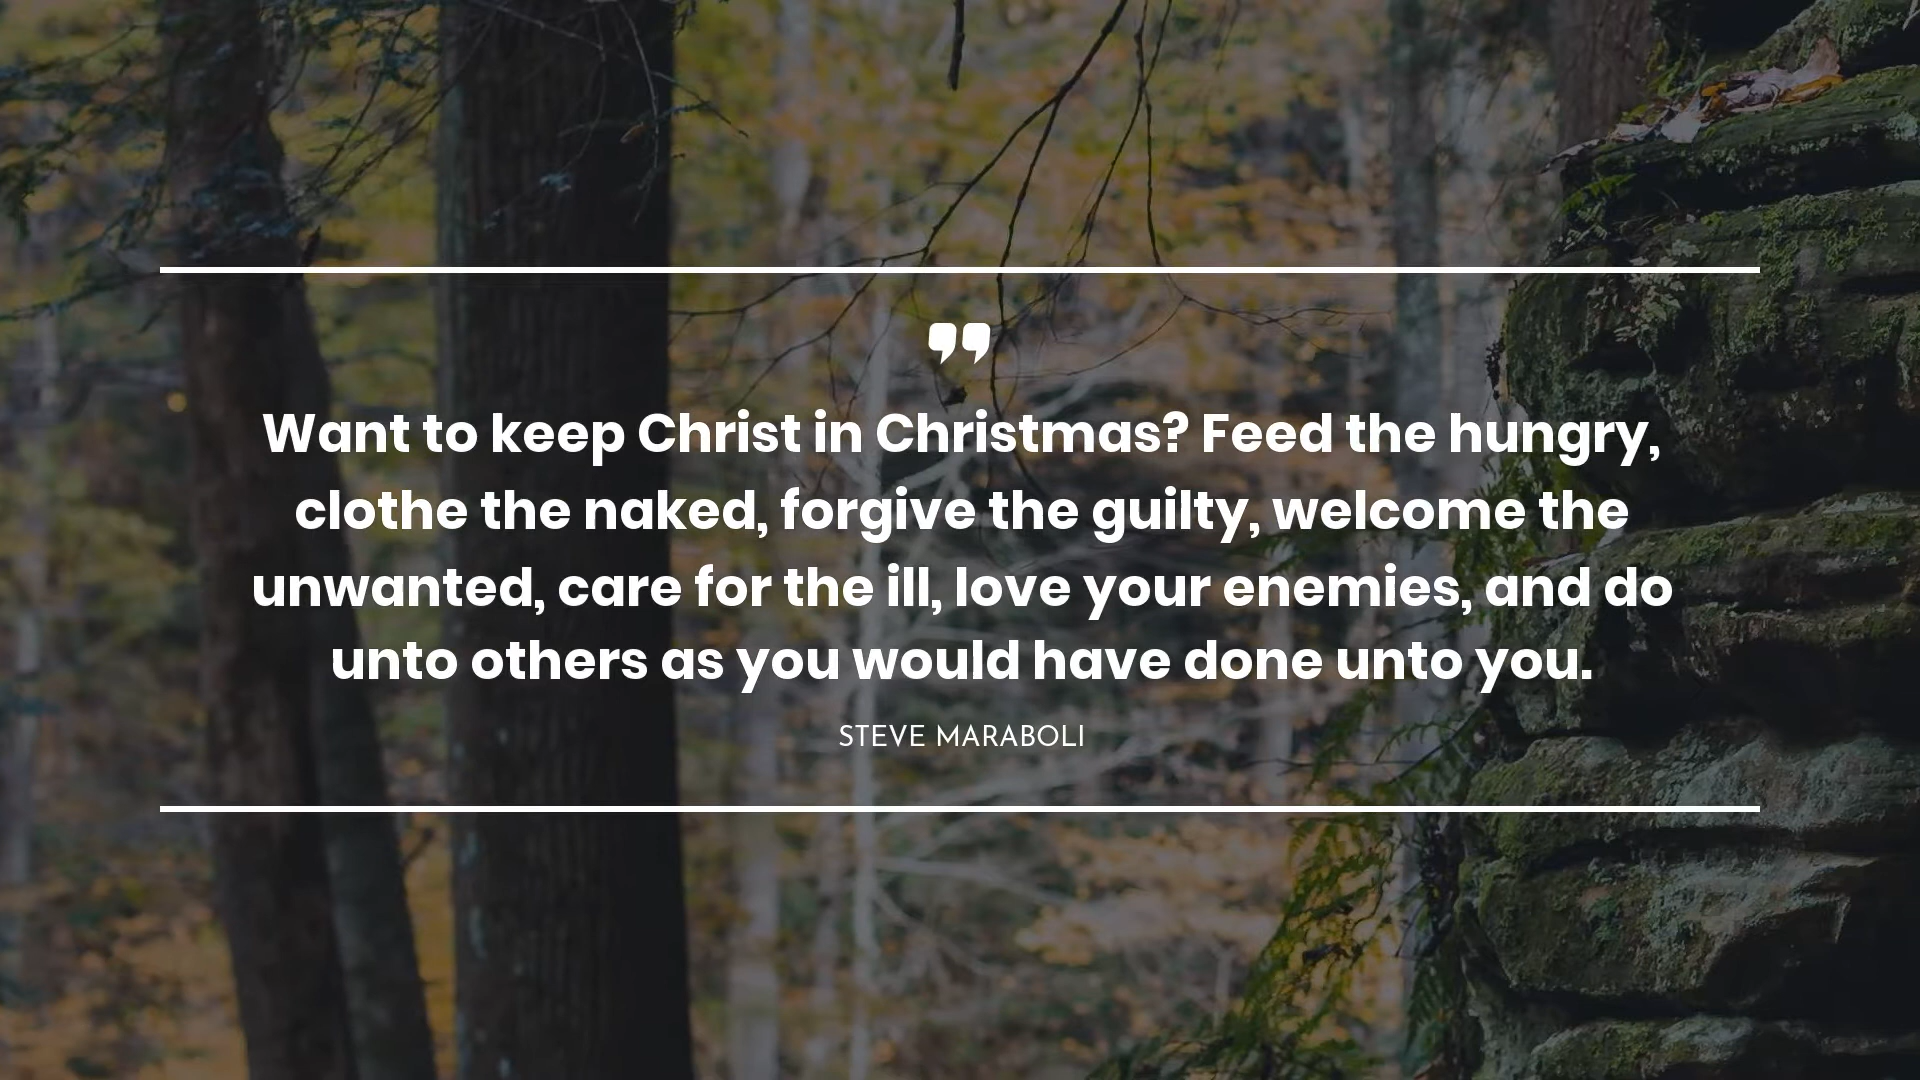 ”
Want to keep Christ in Christmas? Feed the hungry,
clothe the naked, forgive the guilty, welcome the
unwanted, care for the ill, love your enemies, and do
unto others as you would have done unto you.
STEVE MARABOLI